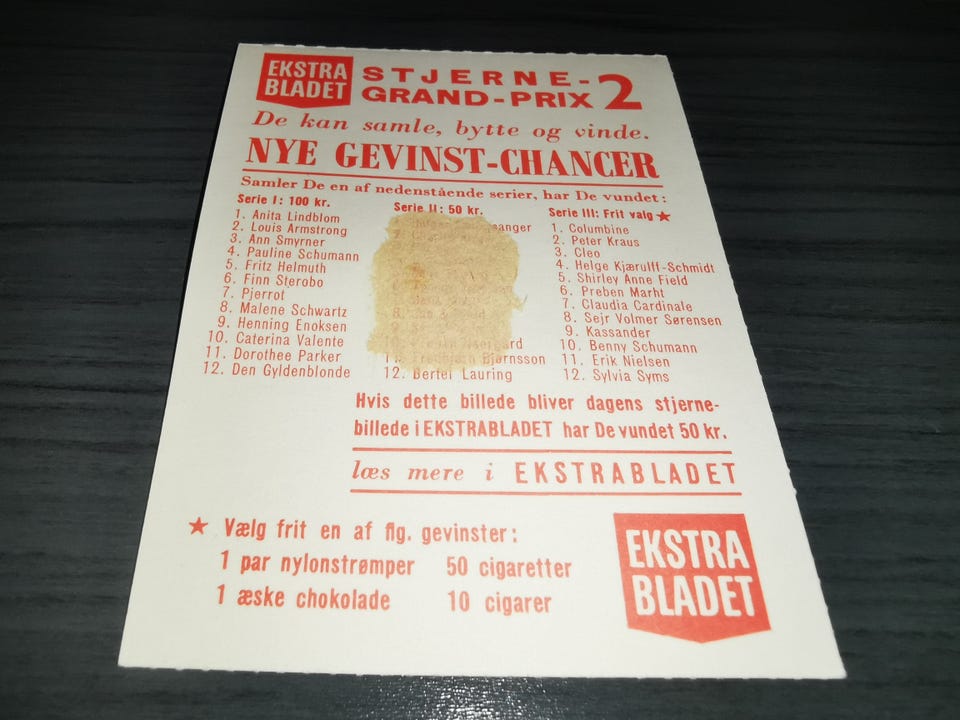 EKSTRA
BLADET
STJERNE-
GRAND-PRIX 2
De kan samle, bytte og vinde.
NYE GEVINST-CHANCER
Samler De en af nedenstående serier, har De vundet:
Serie I: 100 kr.
1. Anita Lindblom
2. Louis Armstrong
3. Ann Smyrner
4. Pauline Schumann
5. Fritz Helmuth
6. Finn Sterobo
7. Pjerrot
8. Malene Schwartz
9. Henning Enoksen
10. Caterina Valente
11. Dorothee Parker
12. Den Gyldenblonde
Serie II: 50 kr.
11. Bjørnsson
12. Bertel Lauring
Serie III: Frit valg ★
1. Columbine
2. Peter Kraus
3. Cleo
4. Helge Kjærulff-Schmidt
5. Shirley Anne Field
6. Preben Marht
7. Claudia Cardinale
8. Sejr Volmer Sørensen
9. Kassander
10. Benny Schumann
11. Erik Nielsen
12. Sylvia Syms
Hvis dette billede bliver dagens stjerne-
billede i EKSTRABLADET har De vundet 50 kr.
læs mere i EKSTRABLADET
★ Vælg frit en af flg. gevinster:
1 par nylonstrømper 50 cigaretter
1 æske chokolade 10 cigarer
EKSTRA
BLADET